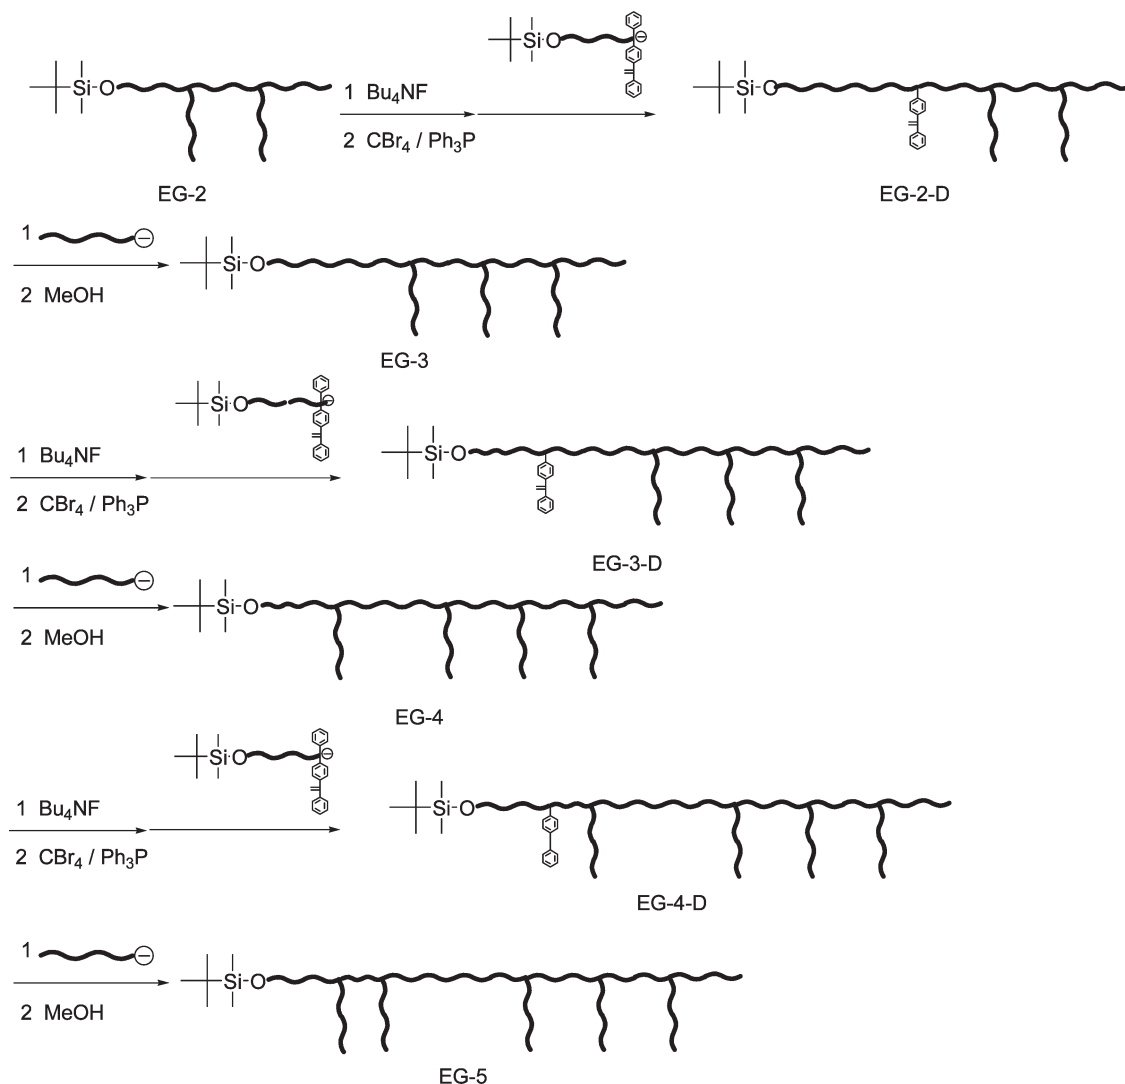 Si O
Si O
1 Bu4NF
2 CBr4 / Ph3P
Si O
EG-2
EG-2-D
1
2 MeOH
Si O
EG-3
Si O
1 Bu4NF
2 CBr4 / Ph3P
Si O
EG-3-D
1
2 MeOH
Si O
EG-4
Si O
1 Bu4NF
2 CBr4 / Ph3P
Si O
EG-4-D
1
2 MeOH
Si O
EG-5